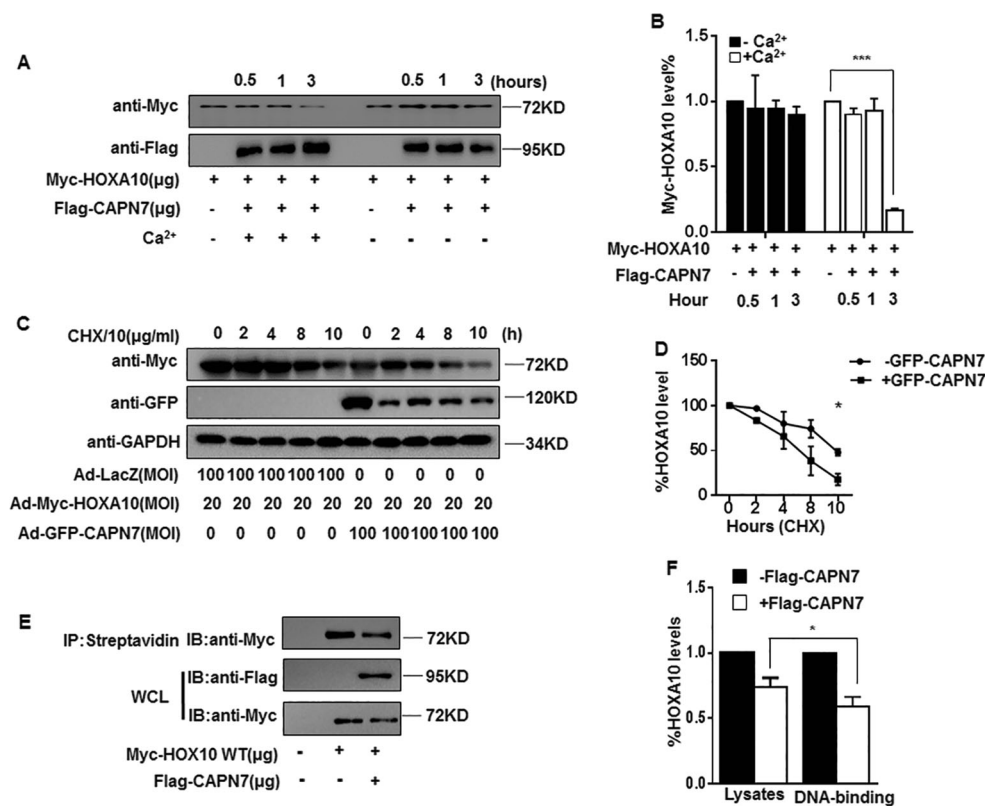 A
0.5 1 3 (hours) 0.5 1 3
anti-Myc 72KD
anti-Flag 95KD
Myc-HOXA10(µg) + + + + + + + +
Flag-CAPN7(µg) - + + + - + + +
Ca2+ - + + + - - - -
B
- Ca2+
+Ca2+
***
Myc-HOXA10 level%
1.5
1.0
0.5
0.0
Myc-HOXA10 + + + + + + + +
Flag-CAPN7 - + + + - + + +
Hour 0.5 1 3 0.5 1 3
C
CHX/10(µg/ml) 0 2 4 8 10 0 2 4 8 10 (h)
anti-Myc 72KD
anti-GFP 120KD
anti-GAPDH 34KD
Ad-LacZ(MOI) 100 100 100 100 100 0 0 0 0 0
Ad-Myc-HOXA10(MOI) 20 20 20 20 20 20 20 20 20 20
Ad-GFP-CAPN7(MOI) 0 0 0 0 0 100 100 100 100 100
D
-GFP-CAPN7
+GFP-CAPN7
*
%HOXA10 level
150
100
50
0
0 2 4 8 10
Hours (CHX)
E
IP:Streptavidin IB:anti-Myc 72KD
WCL
IB:anti-Flag 95KD
IB:anti-Myc 72KD
Myc-HOX10 WT(µg) - + +
Flag-CAPN7(µg) - - +
F
-Flag-CAPN7
+Flag-CAPN7
*
%HOXA10 levels
1.5
1.0
0.5
0.0
Lysates DNA-binding